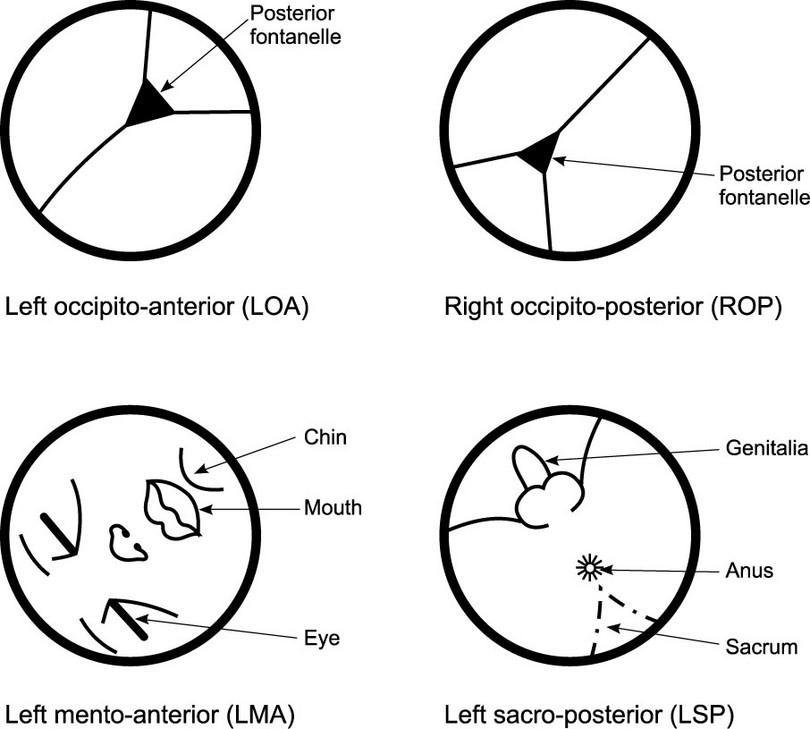 Posterior
fontanelle
Posterior
fontanelle
Left occipito-anterior (LOA)
Right occipito-posterior (ROP)
Chin
Mouth
Eye
Genitalia
Anus
Sacrum
Left mento-anterior (LMA)
Left sacro-posterior (LSP)